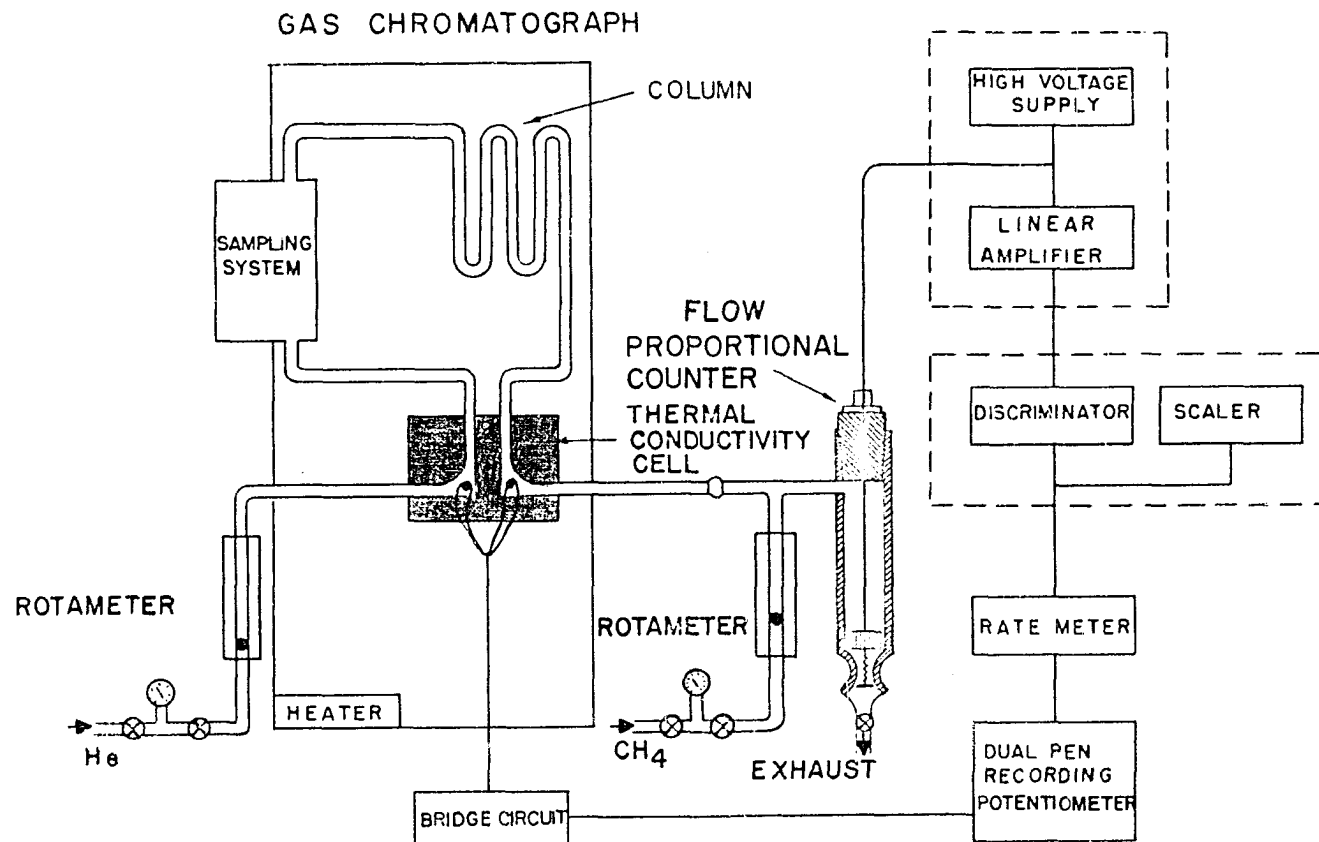 GAS CHROMATOGRAPH
COLUMN
HIGH VOLTAGE
SUPPLY
SAMPLING
SYSTEM
LINEAR
AMPLIFIER
FLOW
PROPORTIONAL
COUNTER
THERMAL
CONDUCTIVITY
CELL
DISCRIMINATOR
SCALER
ROTAMETER
ROTAMETER
RATE METER
HEATER
He
CH4
EXHAUST
DUAL PEN
RECORDING
POTENTIOMETER
BRIDGE CIRCUIT